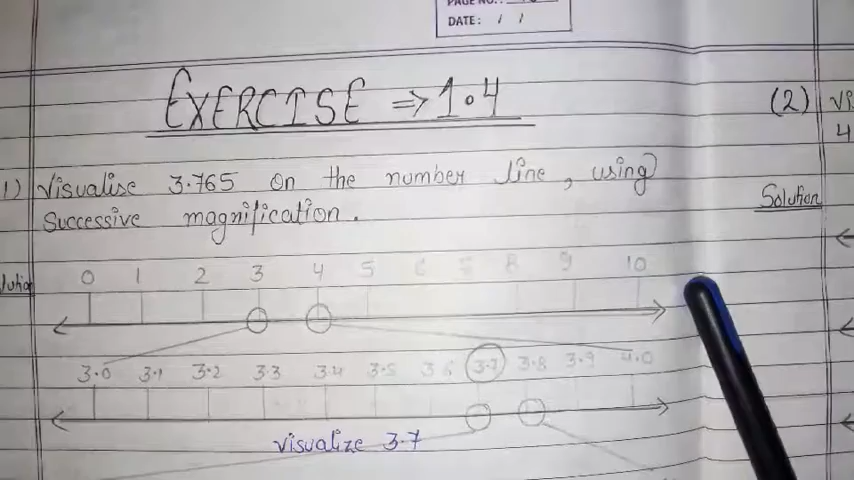 DATE: / /
EXERCISE ⇒ 1.4
1) Visualise 3.765 on the number line, using
Successive magnification.
0 1 2 3 4 5 6 8 9 10
3.0 3.1 3.2 3.3 3.4 3.5 3.6 3.7 3.8 3.9 4.0
visualize 3.7
(2)
4
Solution